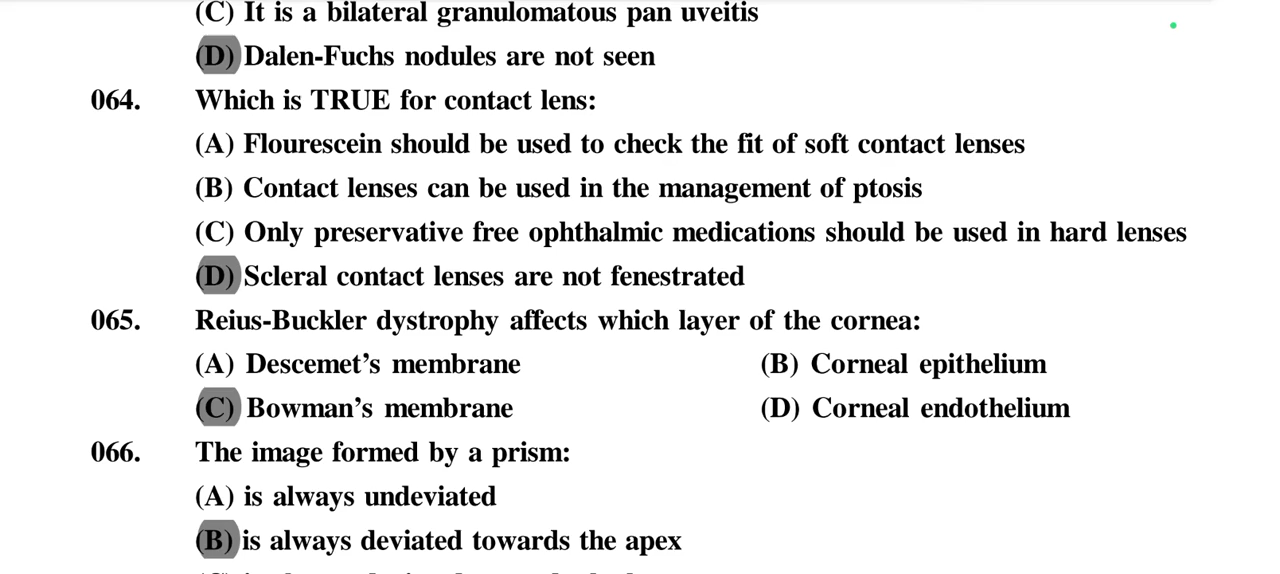 (C) It is a bilateral granulomatous pan uveitis
(D) Dalen-Fuchs nodules are not seen
064. Which is TRUE for contact lens:
(A) Flourescein should be used to check the fit of soft contact lenses
(B) Contact lenses can be used in the management of ptosis
(C) Only preservative free ophthalmic medications should be used in hard lenses
(D) Scleral contact lenses are not fenestrated
065. Reius-Buckler dystrophy affects which layer of the cornea:
(A) Descemet's membrane (B) Corneal epithelium
(C) Bowman's membrane (D) Corneal endothelium
066. The image formed by a prism:
(A) is always undeviated
(B) is always deviated towards the apex